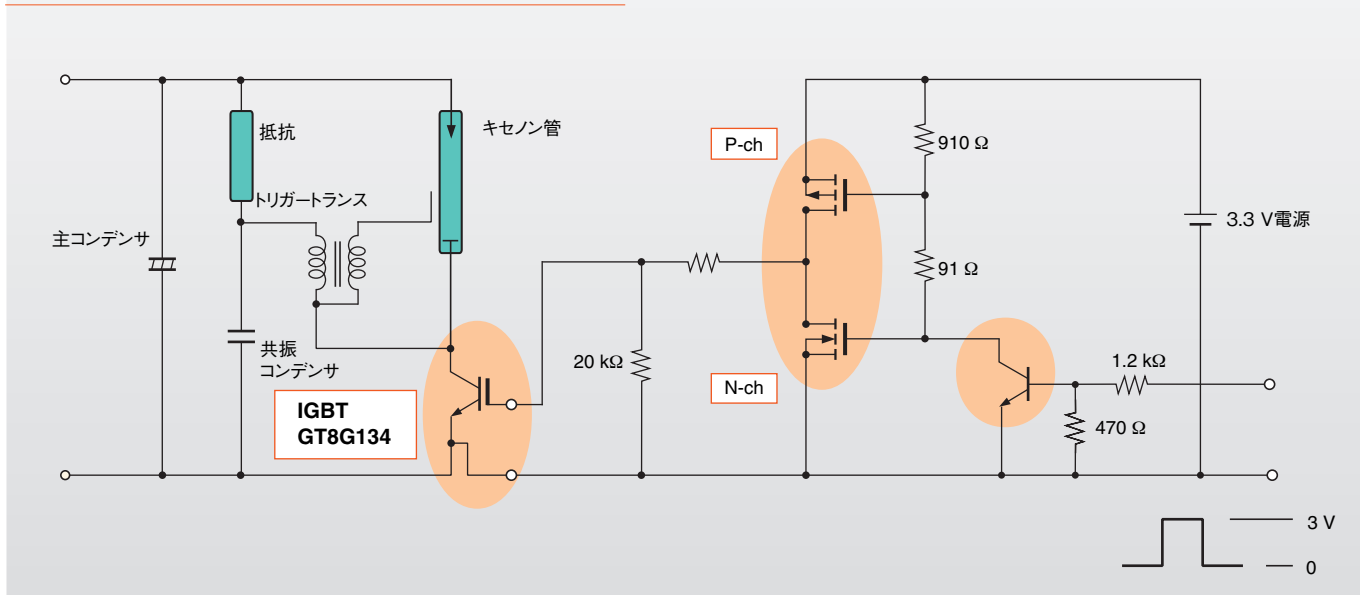 抵抗
キセノン管
P-ch
910 Ω
トリガートランス
主コンデンサ
3.3 V電源
91 Ω
共振
コンデンサ
20 kΩ
1.2 kΩ
N-ch
IGBT
GT8G134
470 Ω
3 V
0